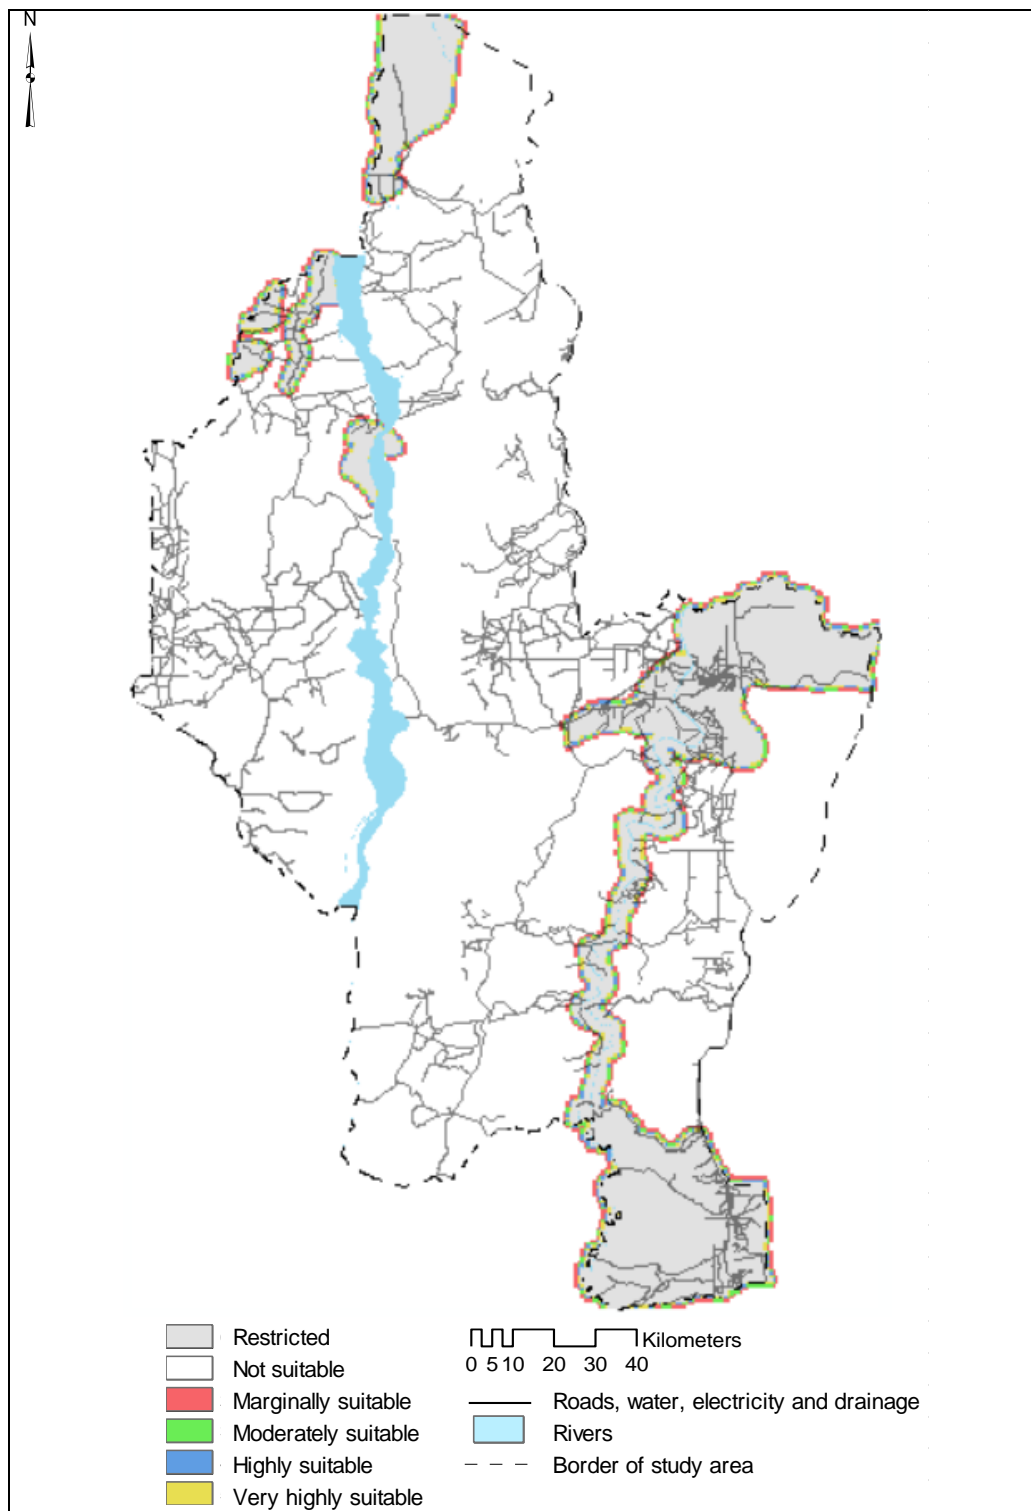 N
Restricted
Not suitable
Marginally suitable
Moderately suitable
Highly suitable
Very highly suitable
Kilometers
0 5 10 20 30 40
Roads, water, electricity and drainage
Rivers
Border of study area